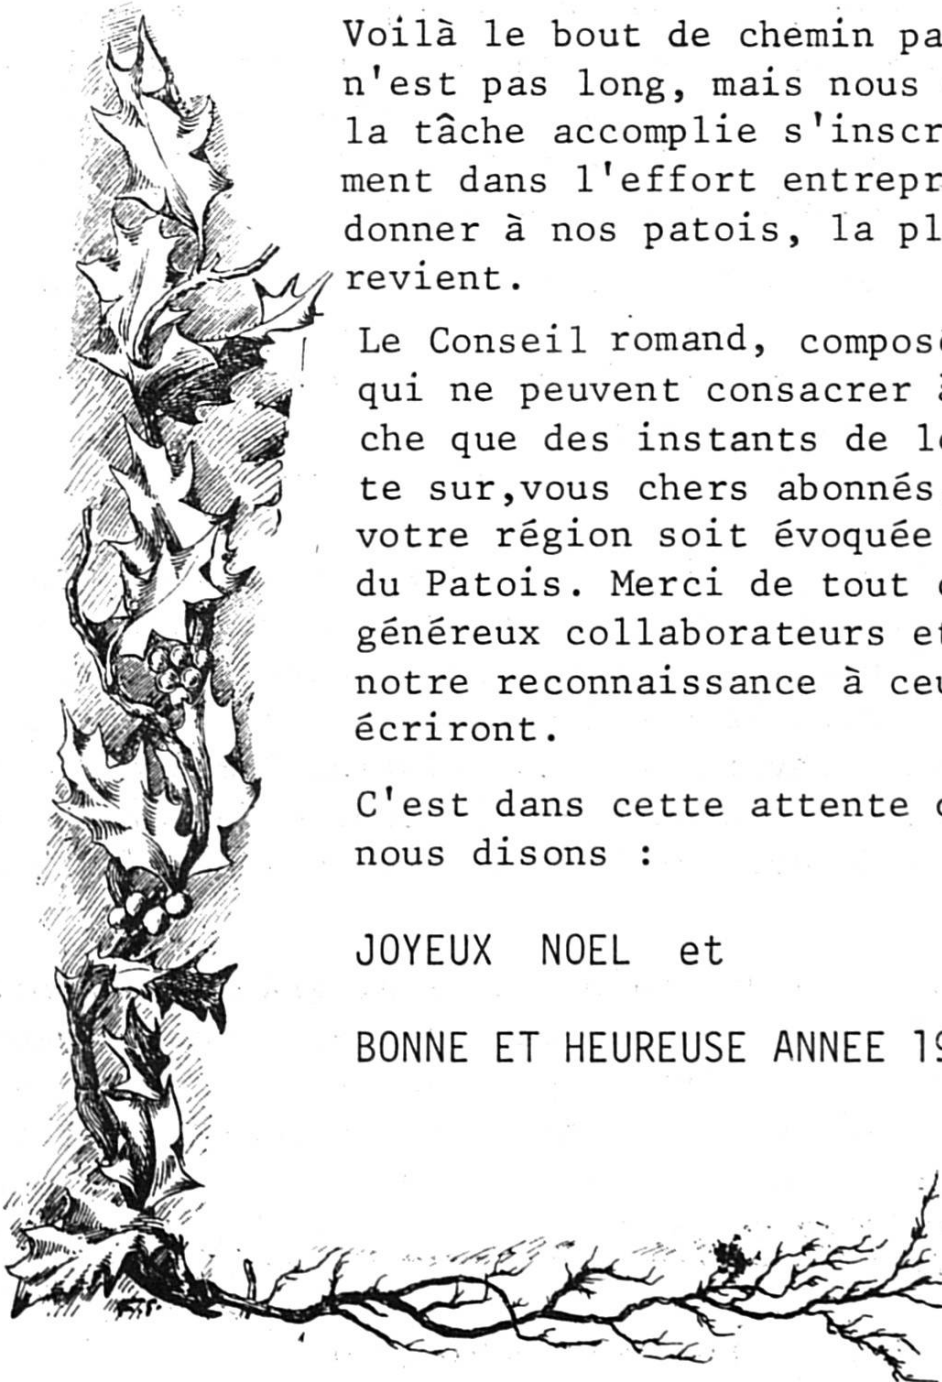 Voilà le bout de chemin pa
n'est pas long, mais nous
la tâche accomplie s'inscr
ment dans l'effort entrepr
donner à nos patois, la pl
revient.
Le Conseil romand, compos
qui ne peuvent consacrer
che que des instants de l
te sur,vous chers abonnés
votre région soit évoquée
du Patois. Merci de tout
généreux collaborateurs et
notre reconnaissance à ceu
écriront.
C'est dans cette attente
nous disons :
JOYEUX NOEL et
BONNE ET HEUREUSE ANNEE 19